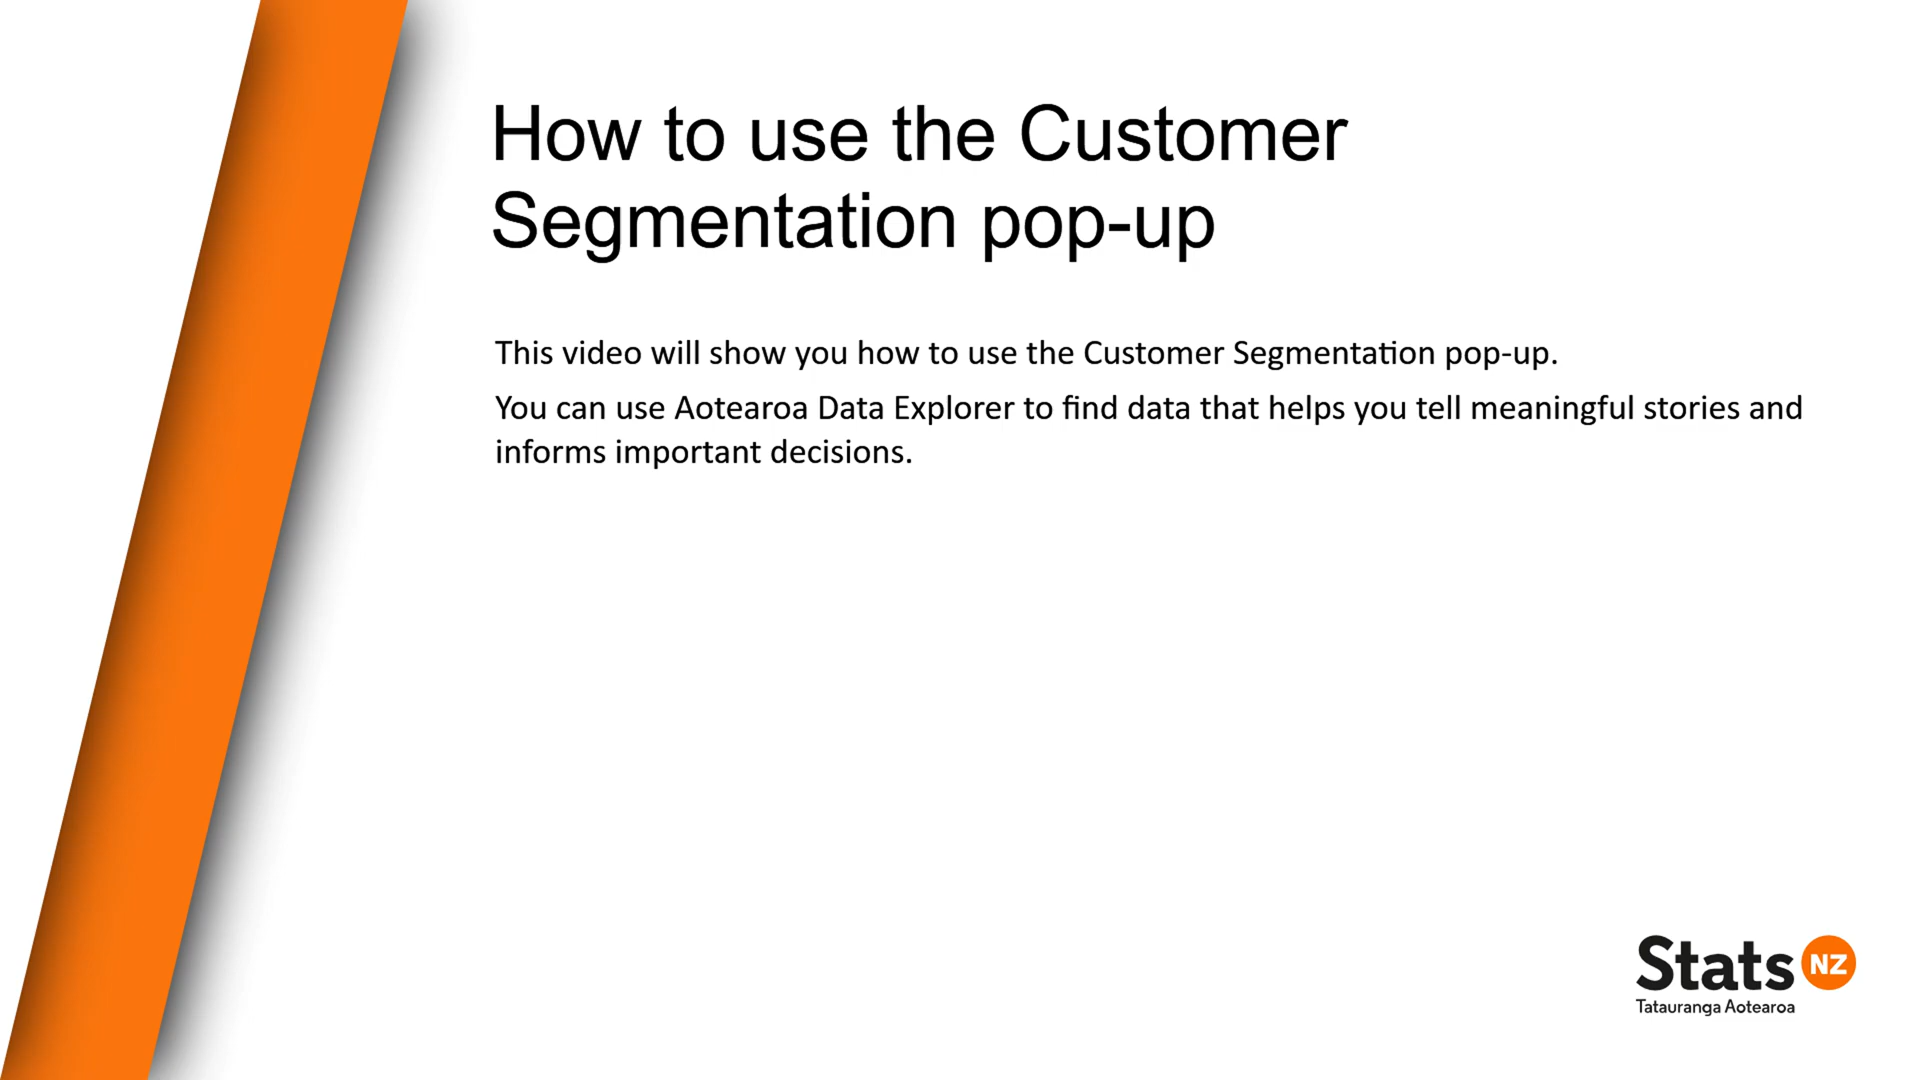 How to use the Customer
Segmentation pop-up
This video will show you how to use the Customer Segmentation pop-up.
You can use Aotearoa Data Explorer to find data that helps you tell meaningful stories and
informs important decisions.
Stats NZ
Tatauranga Aotearoa